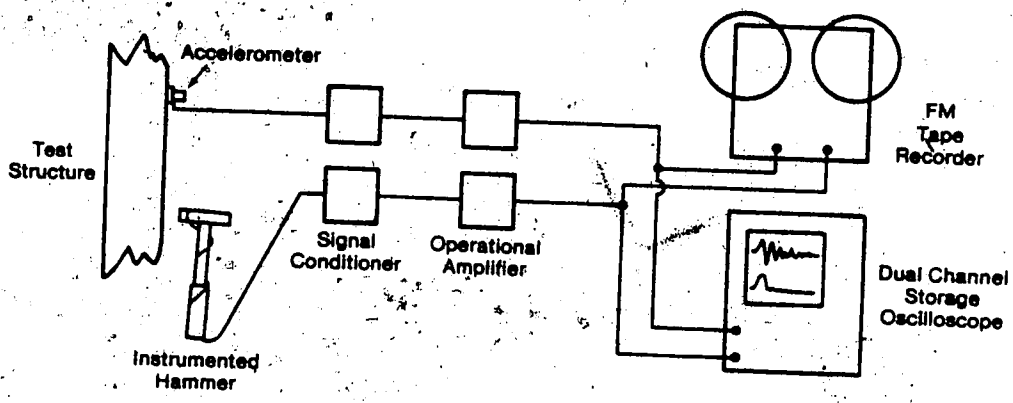 Accelerometer
Test
Structure
FM
Tape
Recorder
Signal
Conditioner
Operational
Amplifier
Dual Channel
Storage
Oscilloscope
Instrumented
Hammer